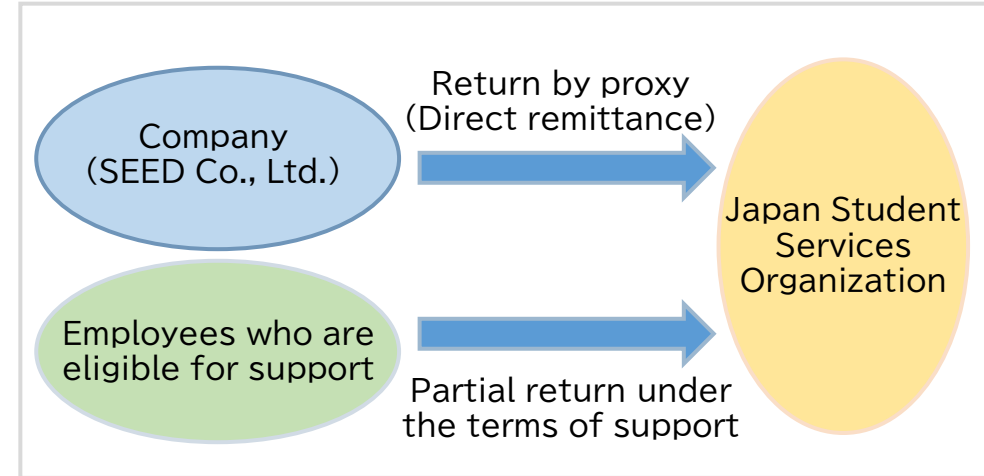 Company
(SEED Co., Ltd.)
Return by proxy
(Direct remittance)
Employees who are
eligible for support
Partial return under
the terms of support
Japan Student
Services
Organization